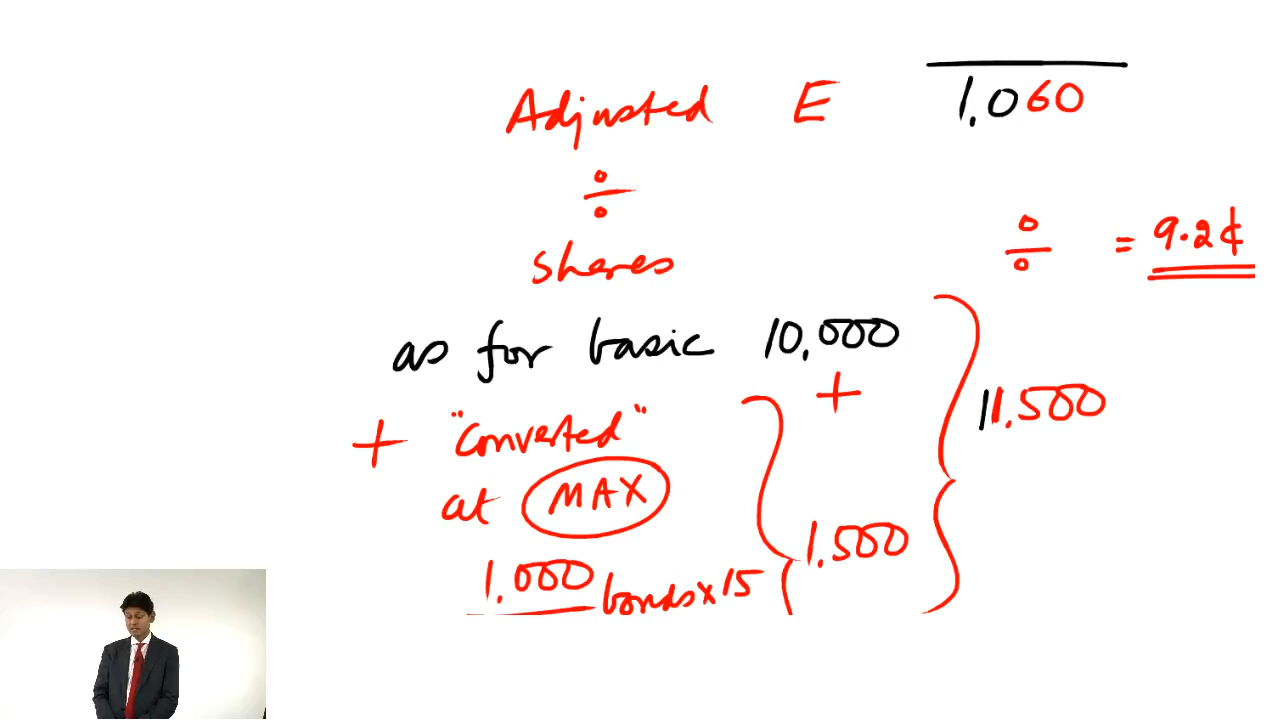 Adjusted E 1,060
÷
÷ = 9.2¢
shares
as for basic 10,000
+
11,500
+ "converted"
at MAX
1,500
1,000 bonds × 15